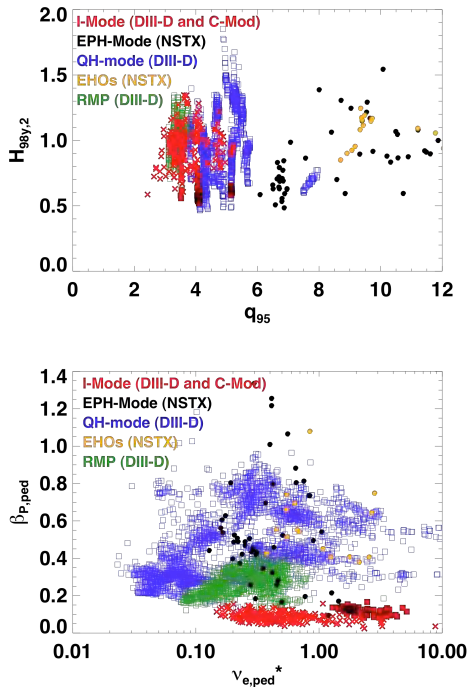 2.0
I-Mode (DIII-D and C-Mod)
EPH-Mode (NSTX)
QH-mode (DIII-D)
EHOs (NSTX)
RMP (DIII-D)
1.5
1.0
0.5
0.0
H98y,2
0 2 4 6 8 10 12
q95
1.4
I-Mode (DIII-D and C-Mod)
EPH-Mode (NSTX)
1.2
QH-mode (DIII-D)
EHOs (NSTX)
1.0
RMP (DIII-D)
0.8
0.6
0.4
0.2
0.0
βP,ped
0.01 0.10 1.00 10.00
νe,ped*